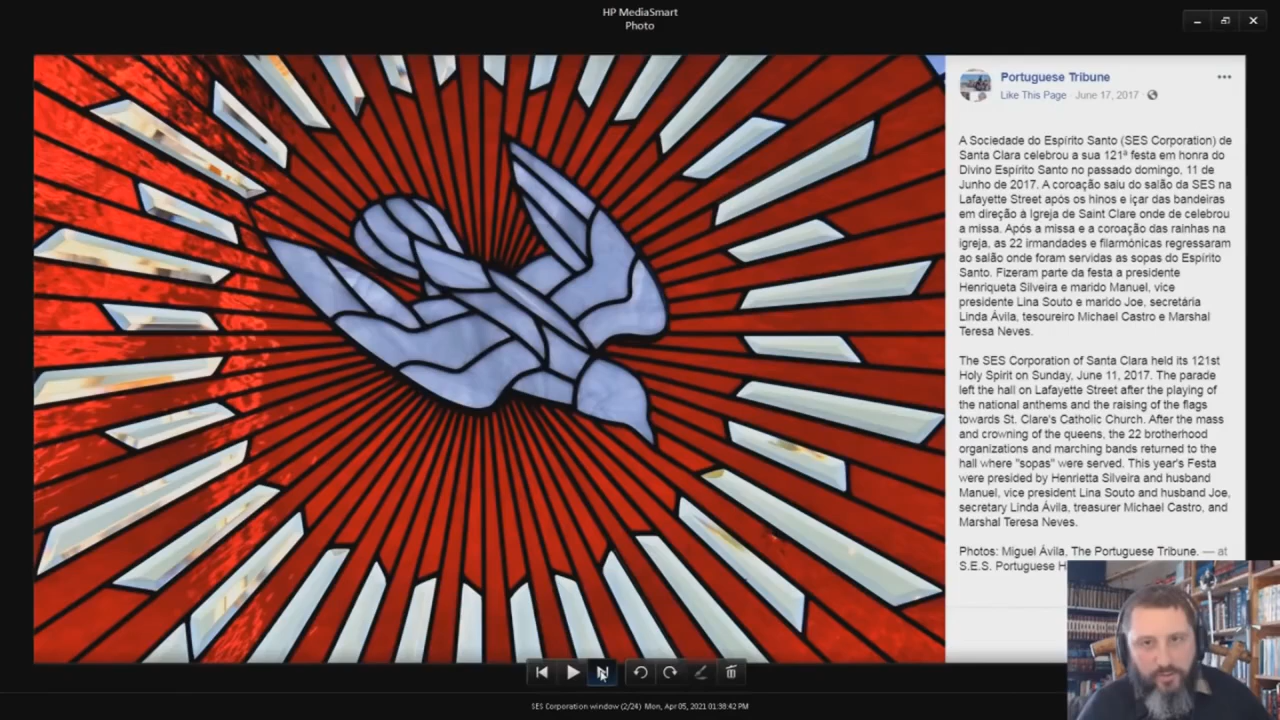 HP MediaSmart
Photo
Portuguese Tribune
Like This Page · June 17, 2017 ·
A Sociedade do Espírito Santo (SES Corporation) de
Santa Clara celebrou a sua 121ª festa em honra do
Divino Espírito Santo no passado domingo, 11 de
Junho de 2017. A coroação saiu do salão da SES na
Lafayette Street após os hinos e içar das bandeiras
em direção à Igreja de Saint Clare onde de celebrou
a missa. Após a missa e a coroação das rainhas na
igreja, as 22 irmandades e filarmónicas regressaram
ao salão onde foram servidas as sopas do Espírito
Santo. Fizeram parte da festa a presidente
Henriqueta Silveira e marido Manuel, vice
presidente Lina Souto e marido Joe, secretária
Linda Ávila, tesoureiro Michael Castro e Marshal
Teresa Neves.
The SES Corporation of Santa Clara held its 121st
Holy Spirit on Sunday, June 11, 2017. The parade
left the hall on Lafayette Street after the playing of
the national anthems and the raising of the flags
towards St. Clare's Catholic Church. After the mass
and crowning of the queens, the 22 brotherhood
organizations and marching bands returned to the
hall where "sopas" were served. This year's Festa
were presided by Henrietta Silveira and husband
Manuel, vice president Lina Souto and husband Joe,
secretary Linda Ávila, treasurer Michael Castro, and
Marshal Teresa Neves.
Photos: Miguel Ávila, The Portuguese Tribune. — at
S.E.S. Portuguese H
SES Corporation window (2/24) Mon, Apr 05, 2021 01:38:42 PM